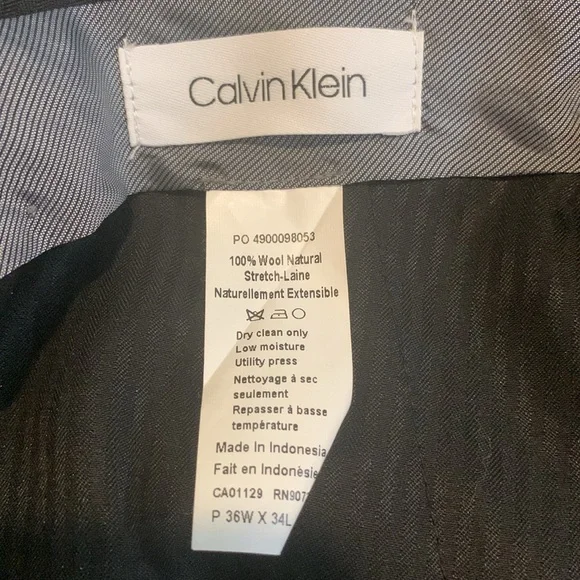 Calvin Klein
PO 4900098053
100% Wool Natural
Stretch-Laine
Naturellement Extensible
Dry clean only
Low moisture
Utility press
Nettoyage à sec
seulement
Repasser à basse
température
Made In Indonesia
Fait en Indonèsie
CA01129
P 36W X 34L